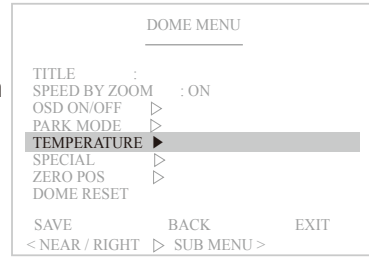 DOME MENU
TITLE :
SPEED BY ZOOM : ON
OSD ON/OFF ▷
PARK MODE ▷
TEMPERATURE ▶
SPECIAL ▷
ZERO POS ▷
DOME RESET
SAVE BACK EXIT
< NEAR / RIGHT ▷ SUB MENU >